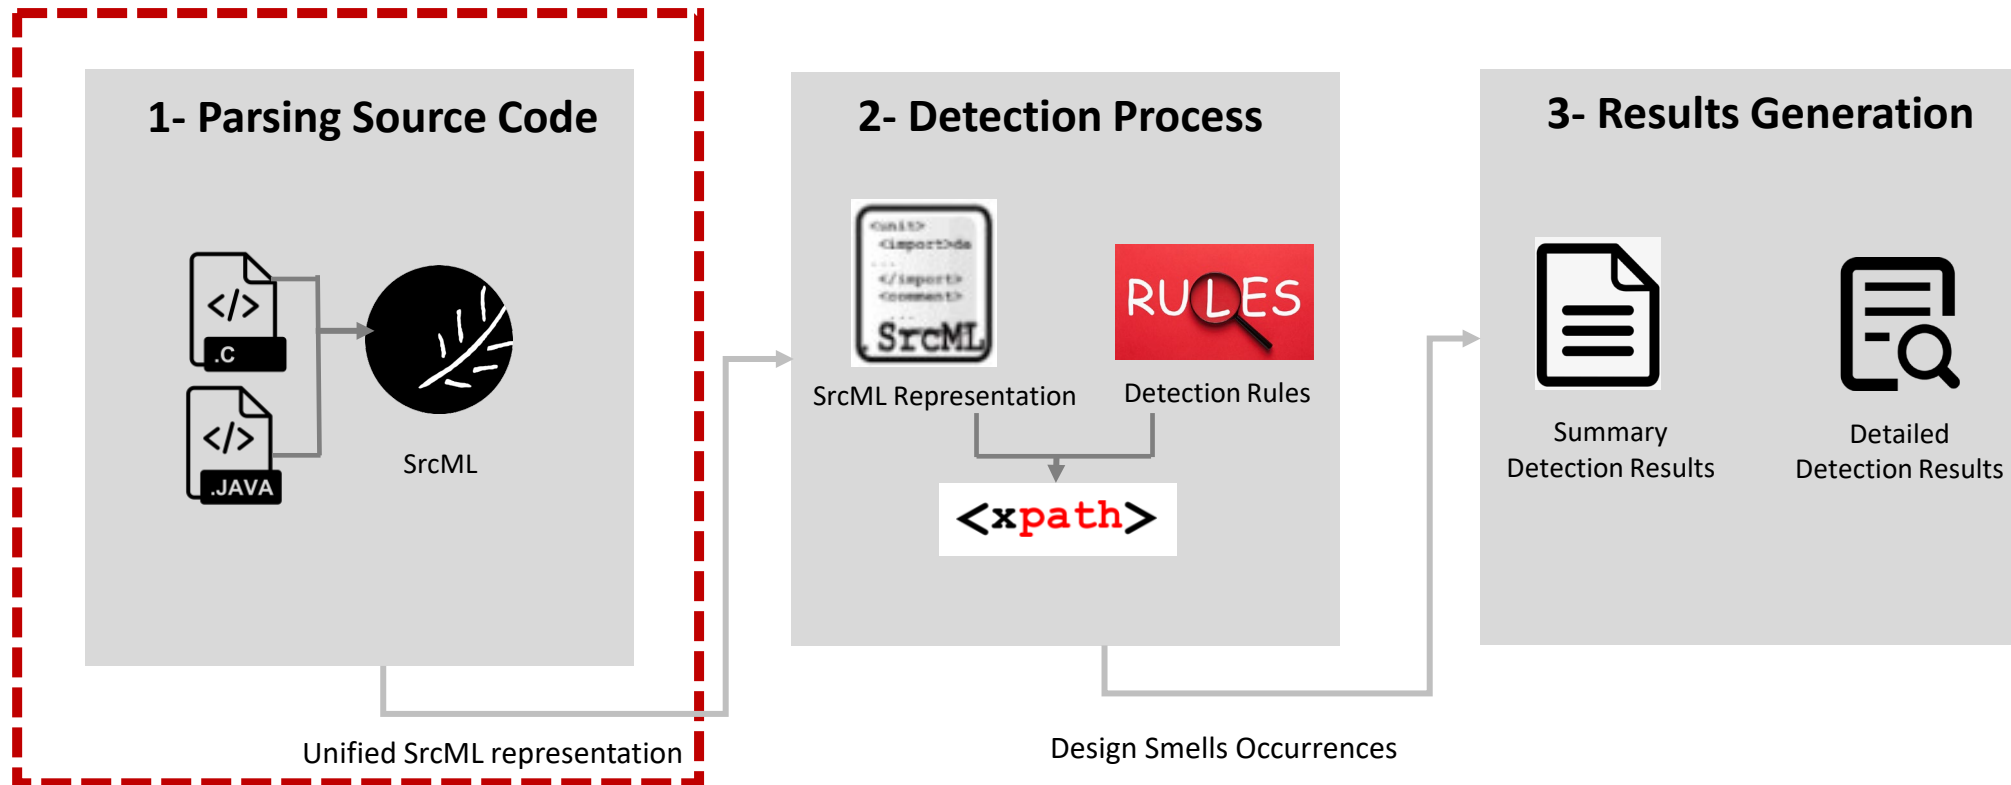 1- Parsing Source Code
</>
.C
</>
.JAVA
SrcML
Unified SrcML representation
2- Detection Process
<unit>
<import>de
...
</import>
<comment>
...
SrcML
SrcML Representation
RULES
Detection Rules
<xpath>
Design Smells Occurrences
3- Results Generation
Summary
Detection Results
Detailed
Detection Results